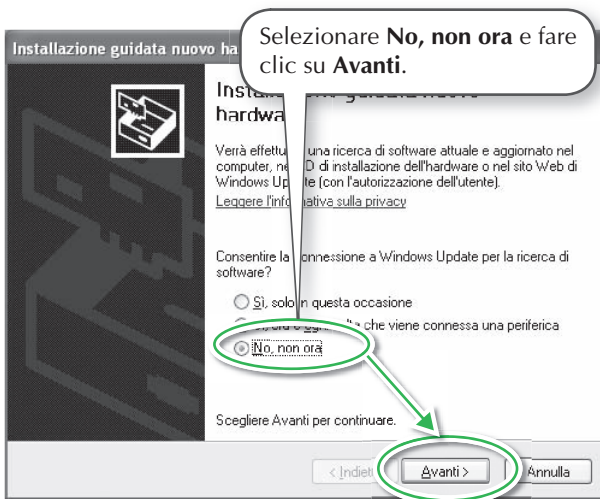 Selezionare No, non ora e fare
clic su Avanti.
Installazione guidata nuovo ha
hardwa
Verrà effettu una ricerca di software attuale e aggiornato nel
computer, ne D di installazione dell'hardware o nel sito Web di
Windows Up te (con l'autorizzazione dell'utente).
Leggere l'info ativa sulla privacy
Consentire la onnessione a Windows Update per la ricerca di
software?
Sì, solo n questa occasione
che viene connessa una periferica
No, non ora
Scegliere Avanti per continuare.
< Indiet
Avanti >
Annulla